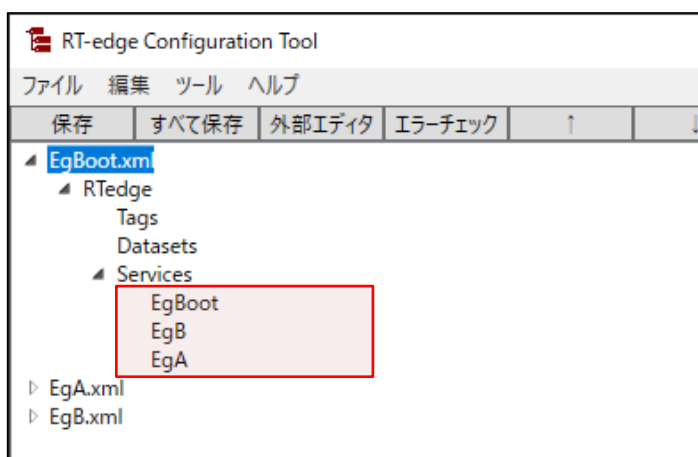 RT-edge Configuration Tool
ファイル 編集 ツール ヘルプ
保存 すべて保存 外部エディタ エラーチェック ↑ ↓
EgBoot.xml
RTedge
Tags
Datasets
Services
EgBoot
EgB
EgA
EgA.xml
EgB.xml